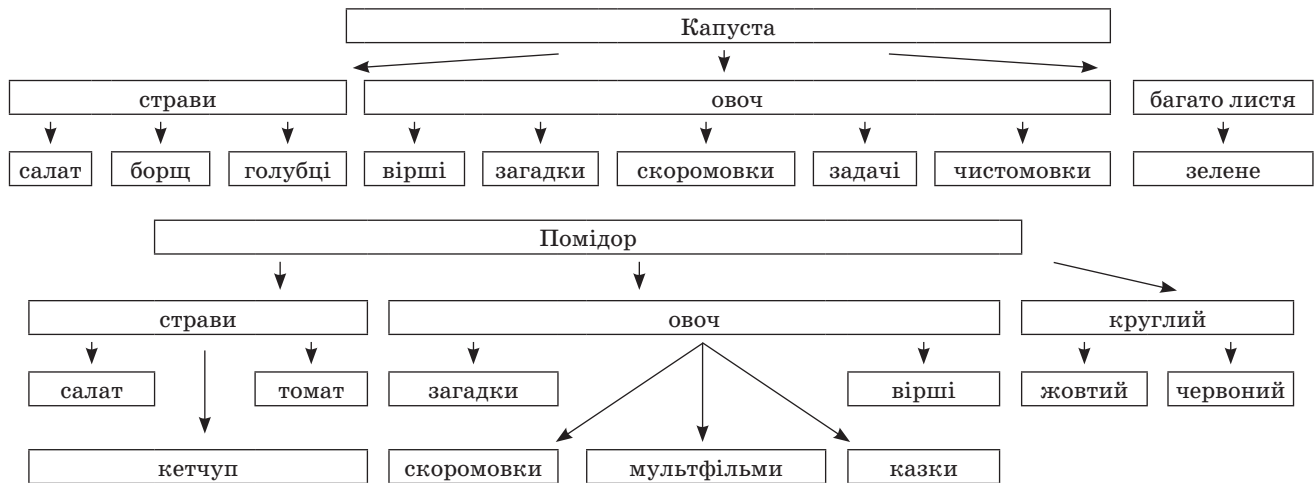 Капуста
страви овоч багато листя
салат борщ голубці вірші загадки скоромовки задачі чистомовки зелене
Помідор
страви овоч круглий
салат томат загадки вірші жовтий червоний
кетчуп скоромовки мультфільми казки